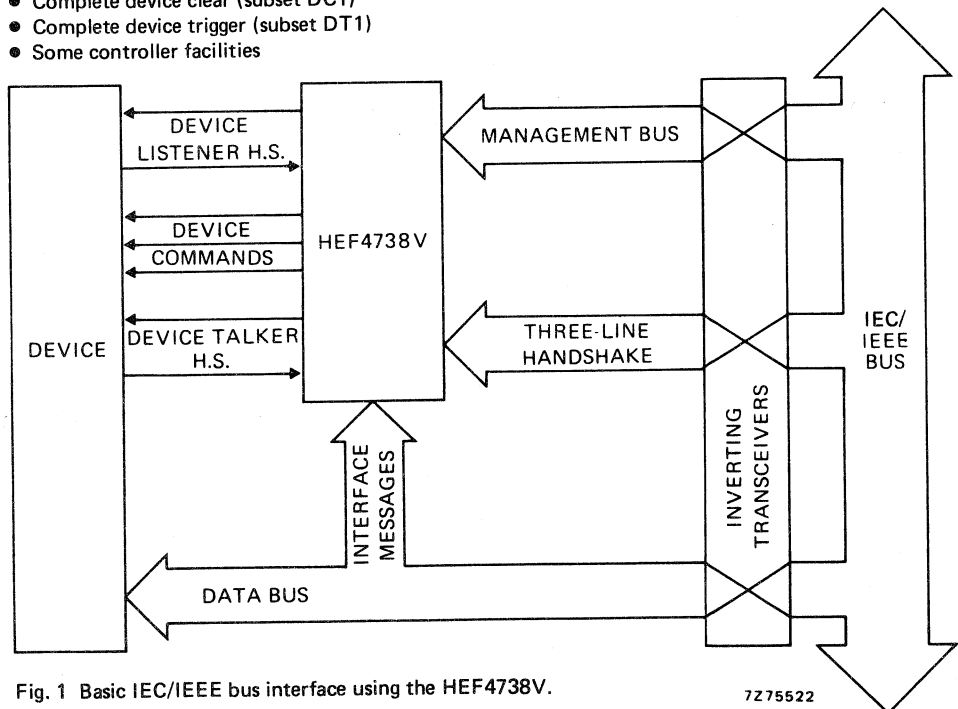 ● Complete device clear (subset DC1)
● Complete device trigger (subset DT1)
● Some controller facilities
DEVICE
LISTENER H.S.
DEVICE
COMMANDS
DEVICE TALKER
H.S.
DEVICE
HEF4738V
MANAGEMENT BUS
THREE-LINE
HANDSHAKE
INTERFACE
MESSAGES
INVERTING
TRANSCEIVERS
IEC/
IEEE
BUS
DATA BUS
Fig. 1 Basic IEC/IEEE bus interface using the HEF4738V.
7Z75522